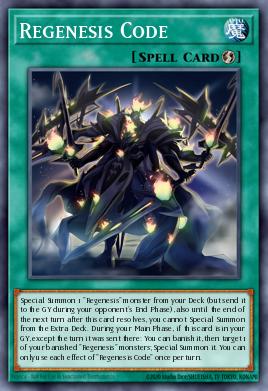 Regenesis Code
魔
[Spell Card]
Special Summon 1 "Regenesis" monster from your Deck (but send it
to the GY during your opponent's End Phase), also until the end of
the next turn after this card resolves, you cannot Special Summon
from the Extra Deck. During your Main Phase, if this card is in your
GY, except the turn it was sent there: You can banish it, then target 1
of your banished "Regenesis" monsters; Special Summon it. You can
only use each effect of "Regenesis Code" once per turn.